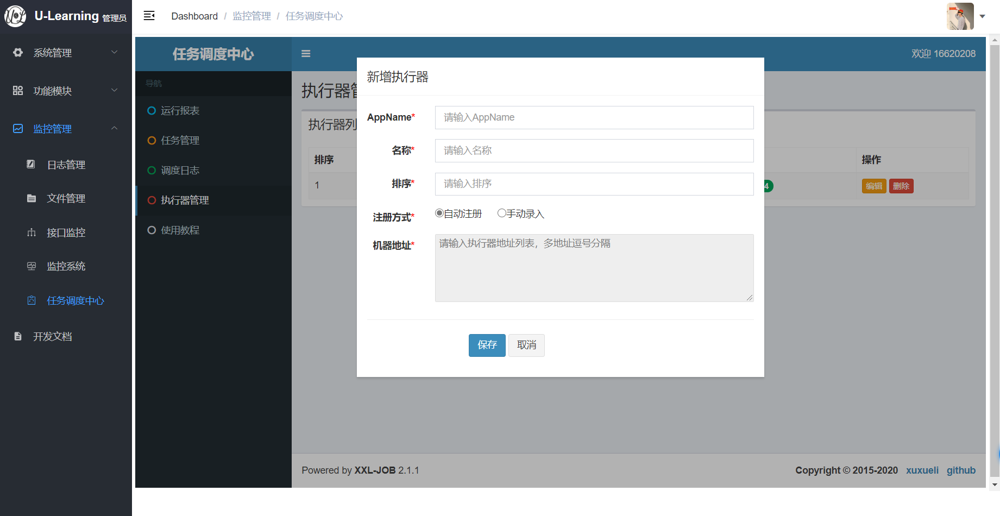 U-Learning 管理员
Dashboard / 监控管理 / 任务调度中心
系统管理
功能模块
监控管理
日志管理
文件管理
接口监控
监控系统
任务调度中心
开发文档
任务调度中心
欢迎 16620208
导航
运行报表
任务管理
调度日志
执行器管理
使用教程
执行器管
执行器列
排序
操作
1
4
编辑 删除
新增执行器
AppName* 请输入AppName
名称* 请输入名称
排序* 请输入排序
注册方式* 自动注册 手动录入
机器地址* 请输入执行器地址列表，多地址逗号分隔
保存 取消
Powered by XXL-JOB 2.1.1
Copyright © 2015-2020 xuxueli github